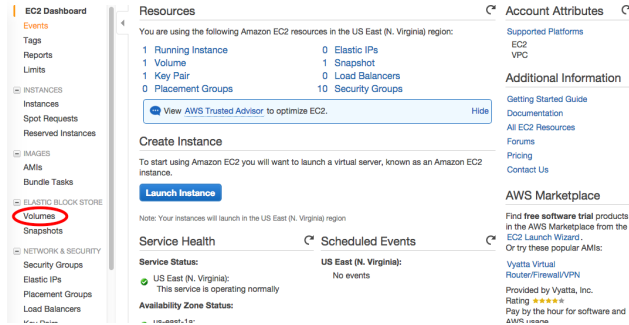 EC2 Dashboard
Events
Tags
Reports
Limits
INSTANCES
Instances
Spot Requests
Reserved Instances
IMAGES
AMIs
Bundle Tasks
ELASTIC BLOCK STORE
Volumes
Snapshots
NETWORK & SECURITY
Security Groups
Elastic IPs
Placement Groups
Load Balancers
Key Pairs
Resources
You are using the following Amazon EC2 resources in the US East (N. Virginia) region:
1 Running Instance
0 Elastic IPs
1 Volume
1 Snapshot
1 Key Pair
0 Load Balancers
0 Placement Groups
10 Security Groups
View AWS Trusted Advisor to optimize EC2.
Hide
Create Instance
To start using Amazon EC2 you will want to launch a virtual server, known as an Amazon EC2
instance.
Launch Instance
Note: Your instances will launch in the US East (N. Virginia) region
Service Health
Service Status:
US East (N. Virginia):
This service is operating normally
Availability Zone Status:
us-east-1a:
Scheduled Events
US East (N. Virginia):
No events
Account Attributes
Supported Platforms
EC2
VPC
Additional Information
Getting Started Guide
Documentation
All EC2 Resources
Forums
Pricing
Contact Us
AWS Marketplace
Find free software trial products
in the AWS Marketplace from the
EC2 Launch Wizard.
Or try these popular AMIs:
Vyatta Virtual
Router/Firewall/VPN
Provided by Vyatta, Inc.
Rating
Pay by the hour for software and
AWS usage